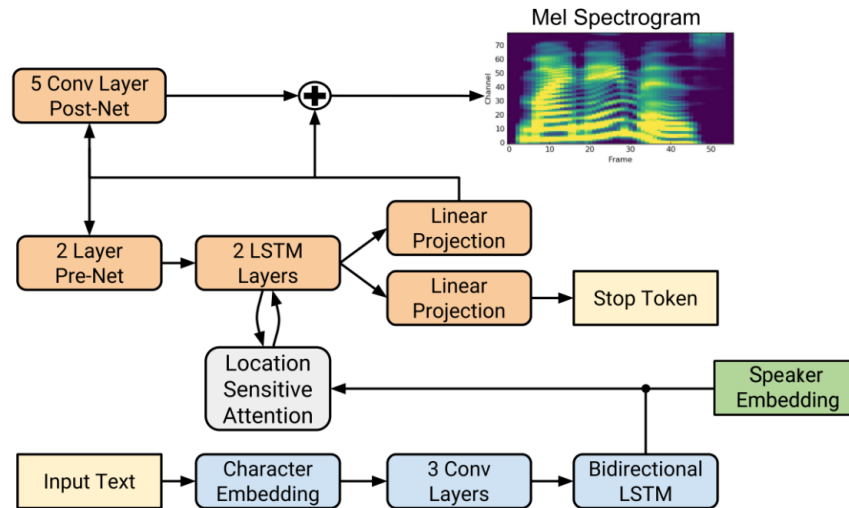 Mel Spectrogram
5 Conv Layer
Post-Net
Channel
70
60
50
40
30
20
10
0
0 10 20 30 40 50
Frame
2 Layer
Pre-Net
2 LSTM
Layers
Linear
Projection
Linear
Projection
Stop Token
Location
Sensitive
Attention
Speaker
Embedding
Input Text
Character
Embedding
3 Conv
Layers
Bidirectional
LSTM